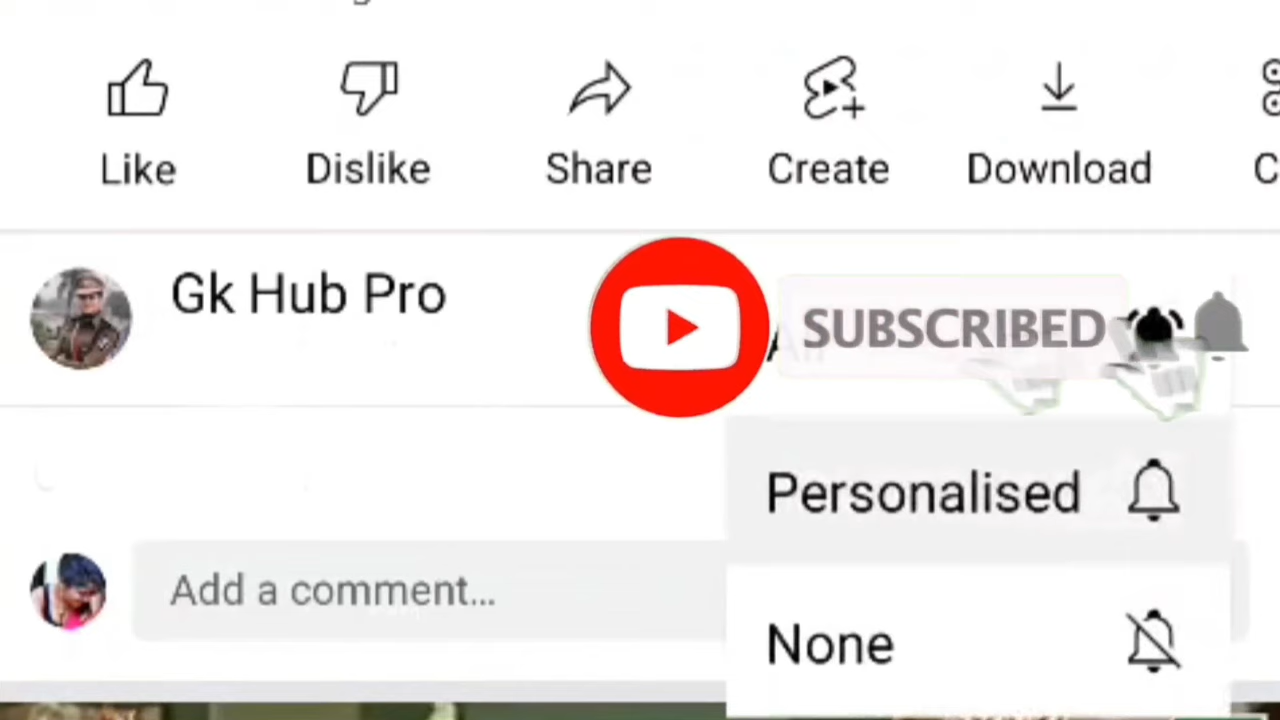 Like Dislike Share Create Download C
Gk Hub Pro
SUBSCRIBED
Personalised
Add a comment...
None